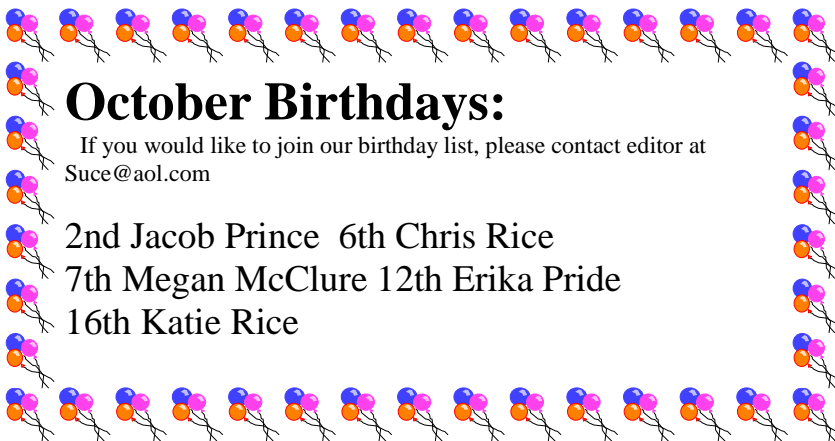 October Birthdays:
If you would like to join our birthday list, please contact editor at
Suce@aol.com
2nd Jacob Prince  6th Chris Rice
7th Megan McClure 12th Erika Pride
16th Katie Rice